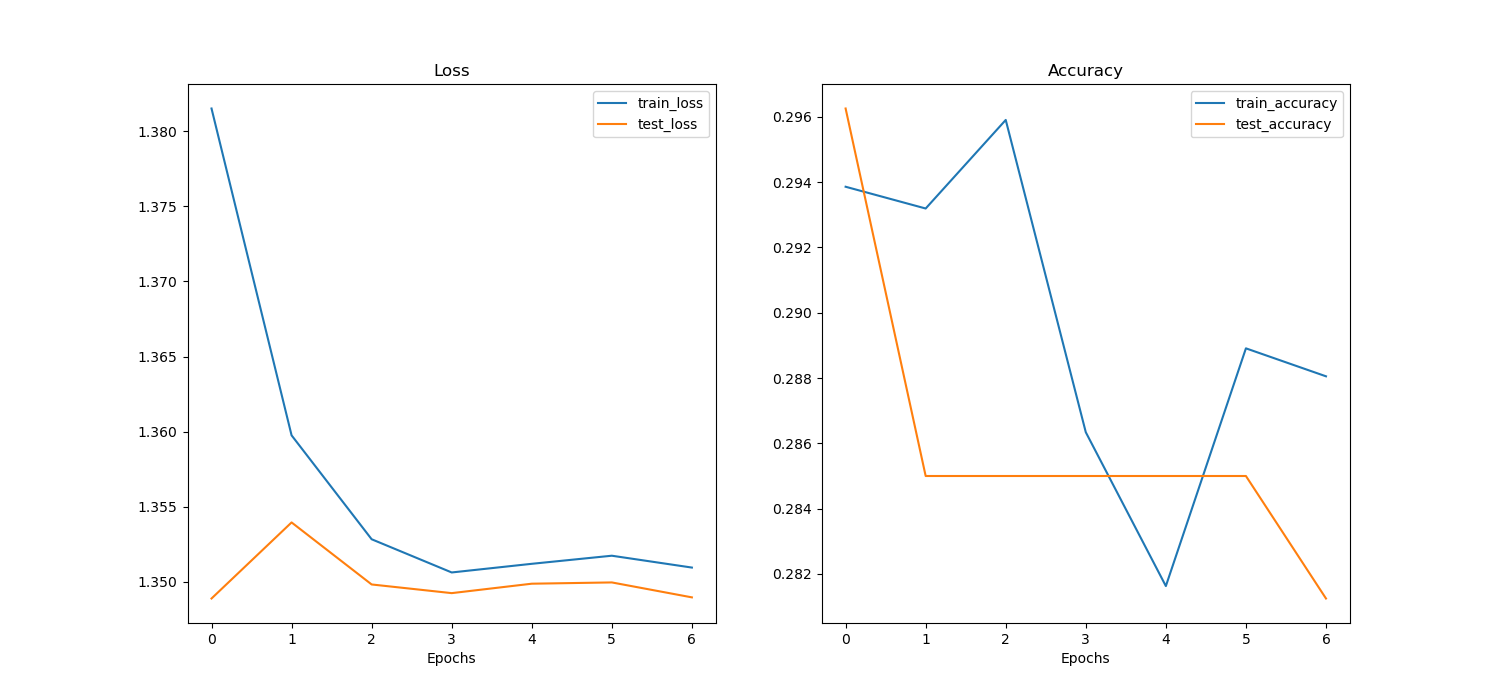 Loss
train_loss
test_loss
1.380
1.375
1.370
1.365
1.360
1.355
1.350
0 1 2 3 4 5 6
Epochs
Accuracy
train_accuracy
test_accuracy
0.296
0.294
0.292
0.290
0.288
0.286
0.284
0.282
0 1 2 3 4 5 6
Epochs